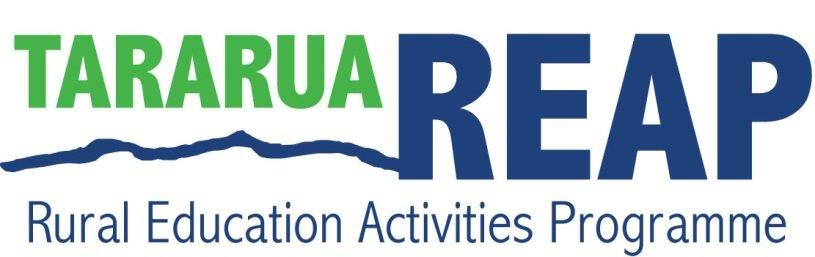 TARARUA REAP
Rural Education Activities Programme